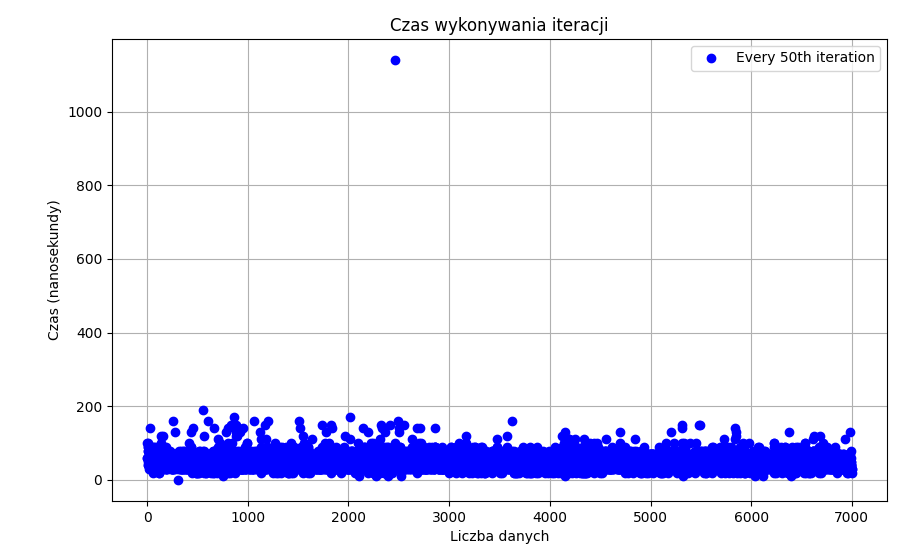 Czas wykonywania iteracji
Every 50th iteration
1000
800
600
400
200
0
Czas (nanosekundy)
0 1000 2000 3000 4000 5000 6000 7000
Liczba danych